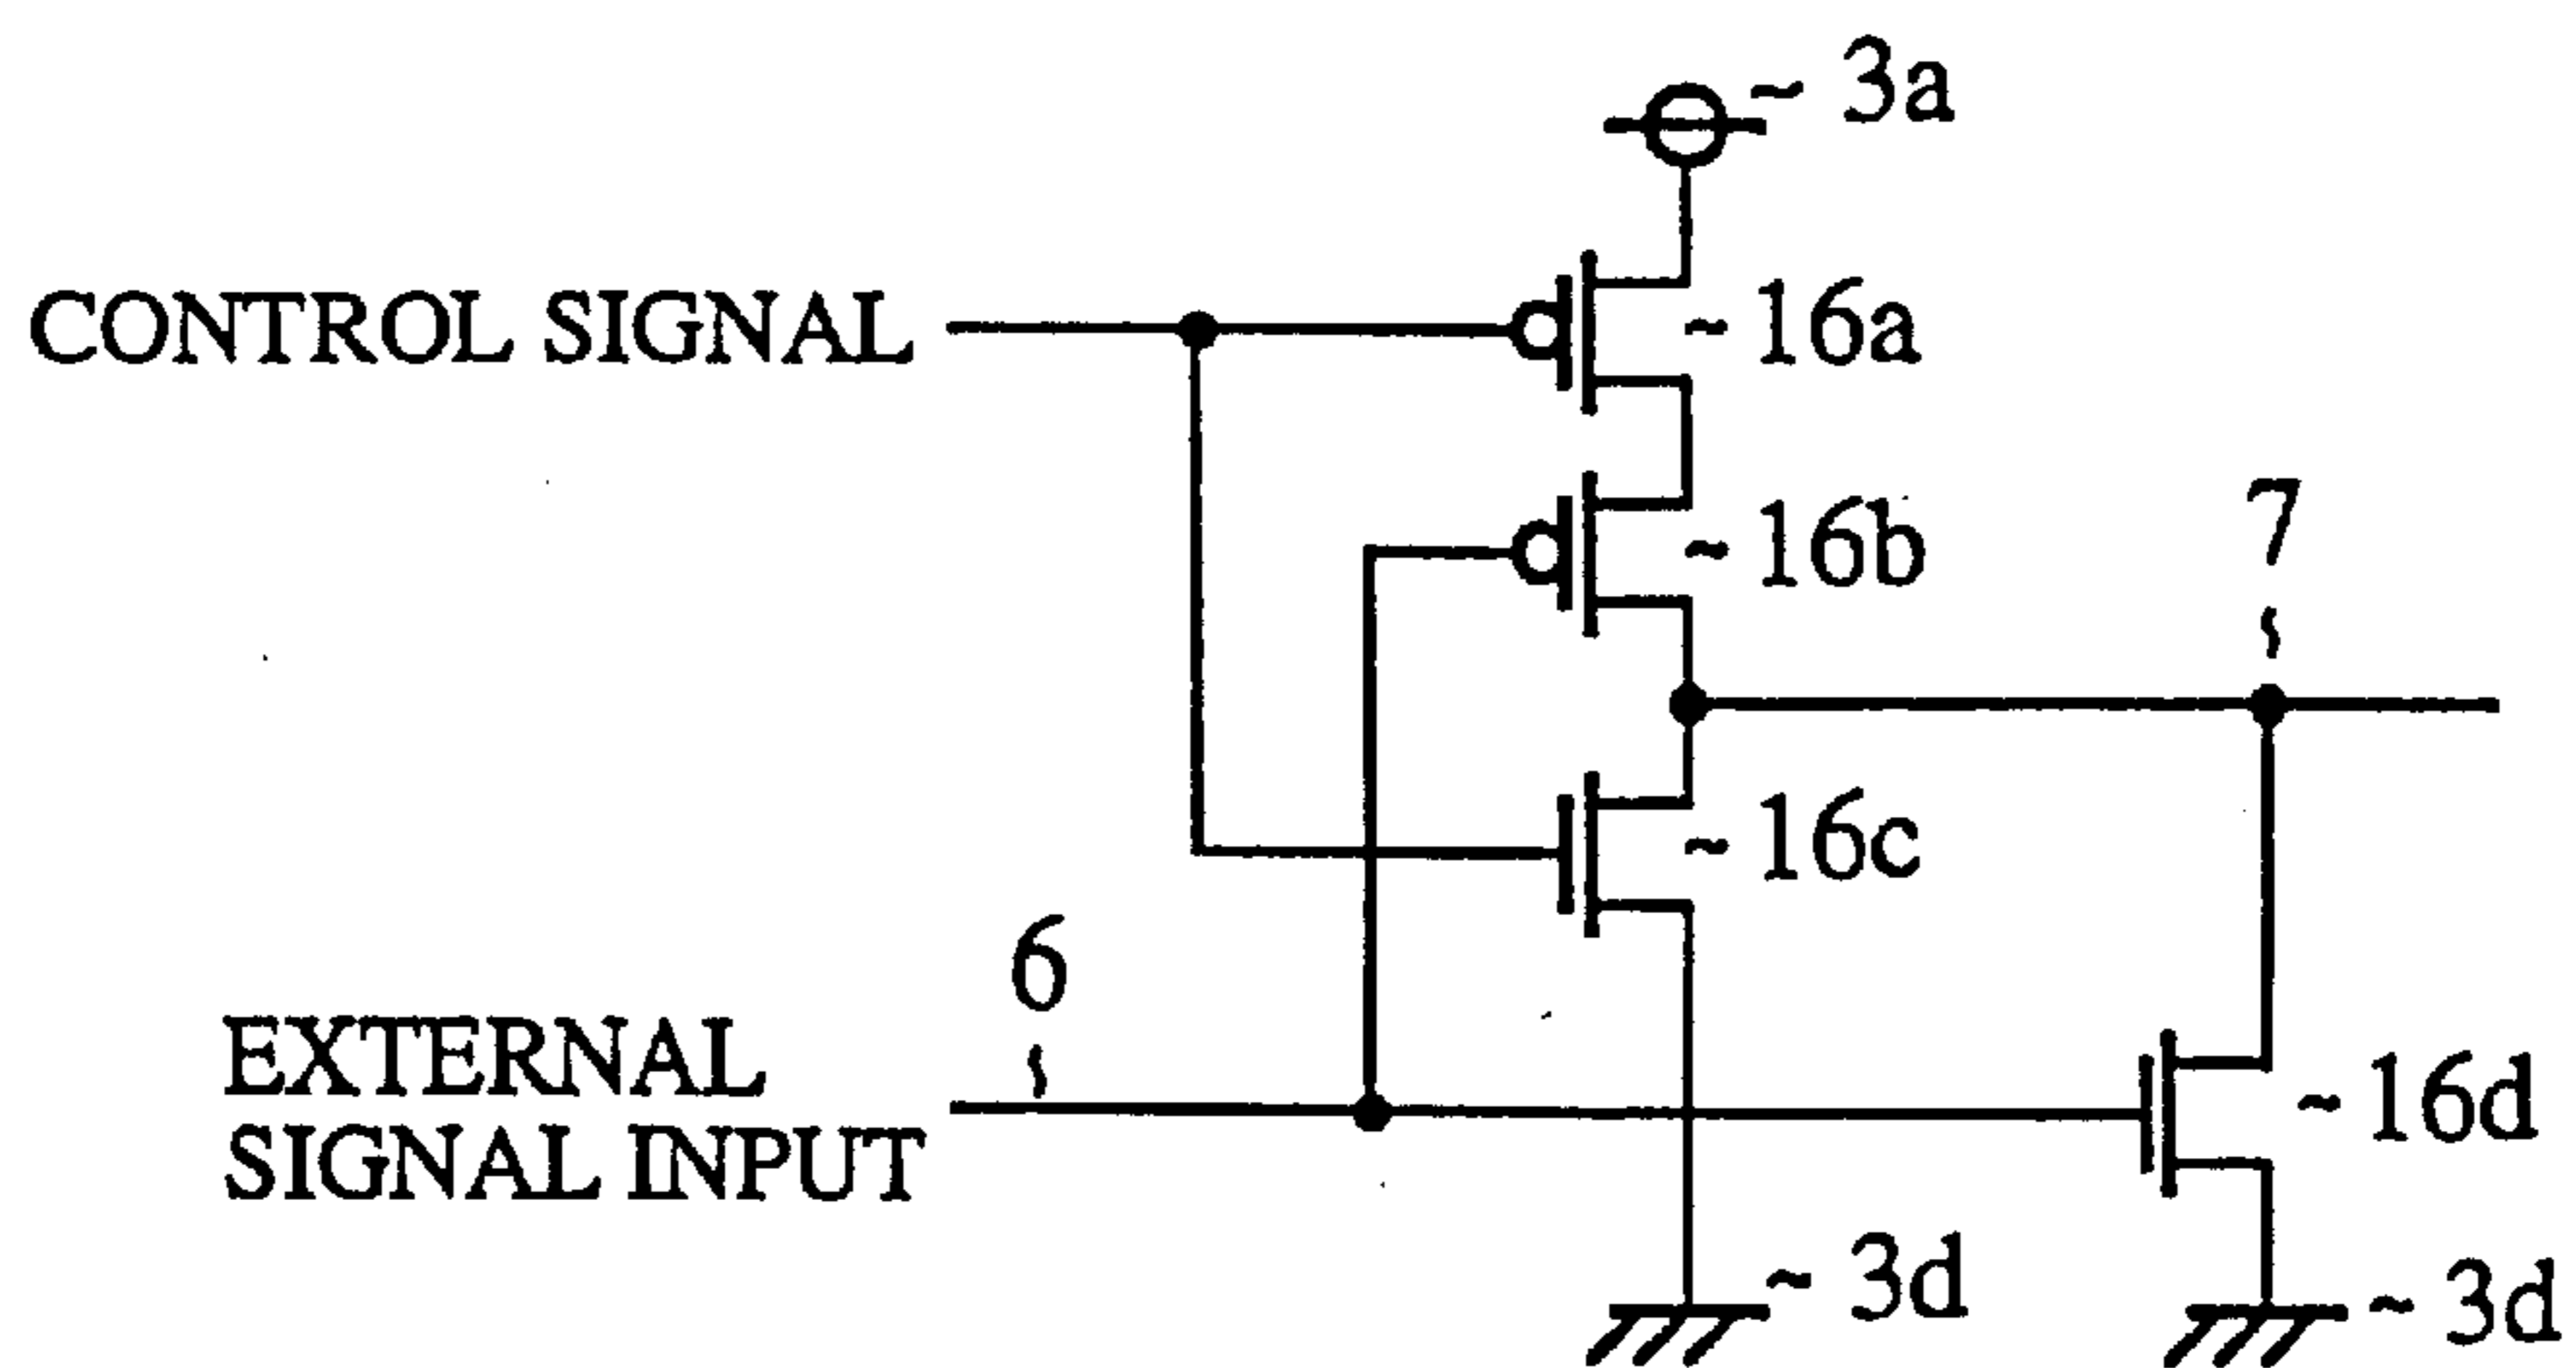 ~ 3a
CONTROL SIGNAL
~ 16a
~ 16b
7
~ 16c
6
EXTERNAL
SIGNAL INPUT
~ 16d
~ 3d
~ 3d